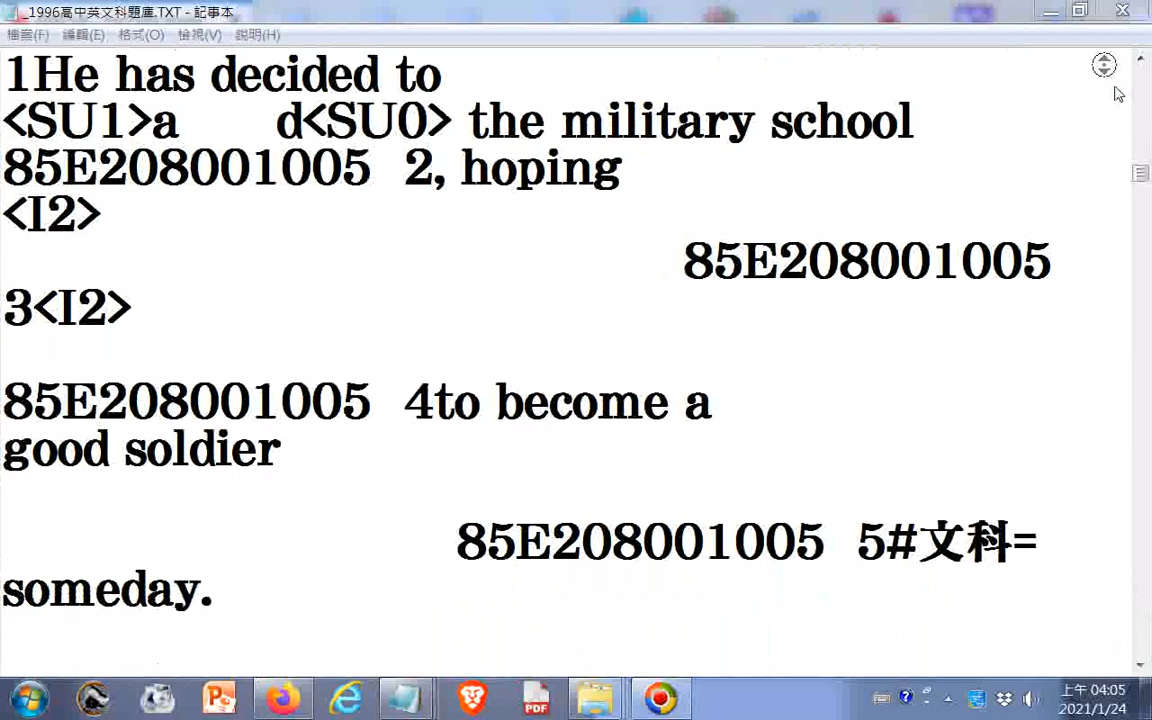 _1996高中英文科題庫.TXT - 記事本
檔案(F) 編輯(E) 格式(O) 檢視(V) 說明(H)
1He has decided to
<SU1>a d<SU0> the military school
85E208001005 2, hoping
<I2>
85E208001005
3<I2>
85E208001005 4to become a
good soldier
85E208001005 5#文科=
someday.
PDF
上午 04:05
2021/1/24